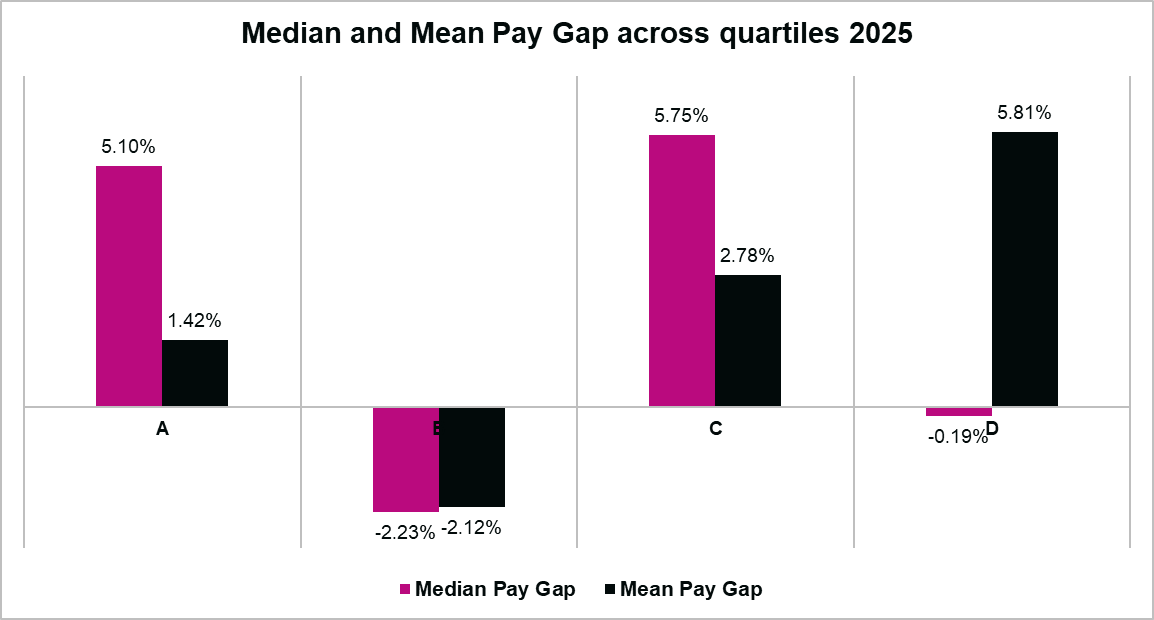 Median and Mean Pay Gap across quartiles 2025
5.10%
1.42%
5.75%
2.78%
5.81%
A
C
D
-0.19%
-2.23%
-2.12%
Median Pay Gap
Mean Pay Gap